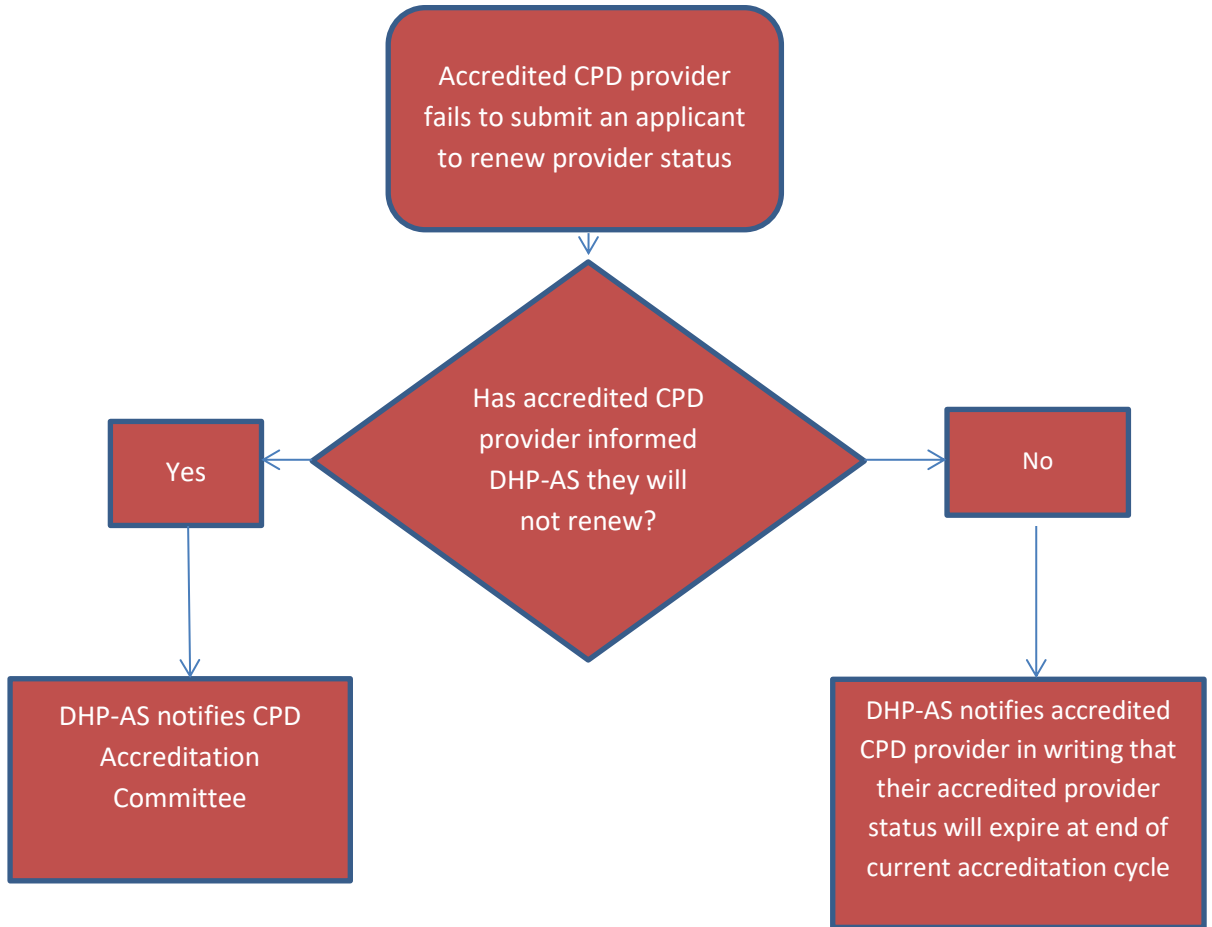 Accredited CPD provider
fails to submit an applicant
to renew provider status
Has accredited CPD
provider informed
DHP-AS they will
not renew?
Yes
No
DHP-AS notifies CPD
Accreditation
Committee
DHP-AS notifies accredited
CPD provider in writing that
their accredited provider
status will expire at end of
current accreditation cycle